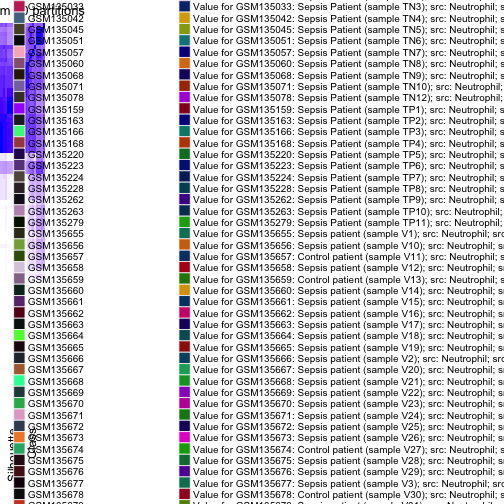 partitions
GSM135033 Value for GSM135033: Sepsis Patient (sample TN3); src: Neutrophil; s
GSM135042 Value for GSM135042: Sepsis Patient (sample TN4); src: Neutrophil; s
GSM135045 Value for GSM135045: Sepsis Patient (sample TN5); src: Neutrophil; s
GSM135051 Value for GSM135051: Sepsis Patient (sample TN6); src: Neutrophil; s
GSM135057 Value for GSM135057: Sepsis Patient (sample TN7); src: Neutrophil; s
GSM135060 Value for GSM135060: Sepsis Patient (sample TN8); src: Neutrophil; s
GSM135068 Value for GSM135068: Sepsis Patient (sample TN9); src: Neutrophil; s
GSM135071 Value for GSM135071: Sepsis Patient (sample TN10); src: Neutrophil;
GSM135078 Value for GSM135078: Sepsis Patient (sample TN12); src: Neutrophil;
GSM135159 Value for GSM135159: Sepsis Patient (sample TP1); src: Neutrophil; s
GSM135163 Value for GSM135163: Sepsis Patient (sample TP2); src: Neutrophil; s
GSM135166 Value for GSM135166: Sepsis Patient (sample TP3); src: Neutrophil; s
GSM135168 Value for GSM135168: Sepsis Patient (sample TP4); src: Neutrophil; s
GSM135220 Value for GSM135220: Sepsis Patient (sample TP5); src: Neutrophil; s
GSM135223 Value for GSM135223: Sepsis Patient (sample TP6); src: Neutrophil; s
GSM135224 Value for GSM135224: Sepsis Patient (sample TP7); src: Neutrophil; s
GSM135228 Value for GSM135228: Sepsis Patient (sample TP8); src: Neutrophil; s
GSM135262 Value for GSM135262: Sepsis Patient (sample TP9); src: Neutrophil; s
GSM135263 Value for GSM135263: Sepsis Patient (sample TP10); src: Neutrophil;
GSM135279 Value for GSM135279: Sepsis Patient (sample TP11); src: Neutrophil; s
GSM135655 Value for GSM135655: Sepsis patient (sample V1); src: Neutrophil; src
GSM135656 Value for GSM135656: Sepsis patient (sample V10); src: Neutrophil; s
GSM135657 Value for GSM135657: Control patient (sample V11); src: Neutrophil; s
GSM135658 Value for GSM135658: Sepsis patient (sample V12); src: Neutrophil; s
GSM135659 Value for GSM135659: Control patient (sample V13); src: Neutrophil; s
GSM135660 Value for GSM135660: Sepsis patient (sample V14); src: Neutrophil; s
GSM135661 Value for GSM135661: Sepsis patient (sample V15); src: Neutrophil; s
GSM135662 Value for GSM135662: Sepsis patient (sample V16); src: Neutrophil; s
GSM135663 Value for GSM135663: Sepsis patient (sample V17); src: Neutrophil; s
GSM135664 Value for GSM135664: Sepsis patient (sample V18); src: Neutrophil; s
GSM135665 Value for GSM135665: Sepsis patient (sample V19); src: Neutrophil; s
GSM135666 Value for GSM135666: Sepsis patient (sample V2); src: Neutrophil; src
GSM135667 Value for GSM135667: Sepsis patient (sample V20); src: Neutrophil; s
GSM135668 Value for GSM135668: Sepsis patient (sample V21); src: Neutrophil; s
GSM135669 Value for GSM135669: Sepsis patient (sample V22); src: Neutrophil; s
GSM135670 Value for GSM135670: Sepsis patient (sample V23); src: Neutrophil; s
GSM135671 Value for GSM135671: Sepsis patient (sample V24); src: Neutrophil; s
GSM135672 Value for GSM135672: Sepsis patient (sample V25); src: Neutrophil; s
GSM135673 Value for GSM135673: Sepsis patient (sample V26); src: Neutrophil; s
GSM135674 Value for GSM135674: Control patient (sample V27); src: Neutrophil; s
GSM135675 Value for GSM135675: Sepsis patient (sample V28); src: Neutrophil; s
GSM135676 Value for GSM135676: Sepsis patient (sample V29); src: Neutrophil; s
GSM135677 Value for GSM135677: Sepsis patient (sample V3); src: Neutrophil; src
GSM135678 Value for GSM135678: Control patient (sample V30); src: Neutrophil; s
Silhouette